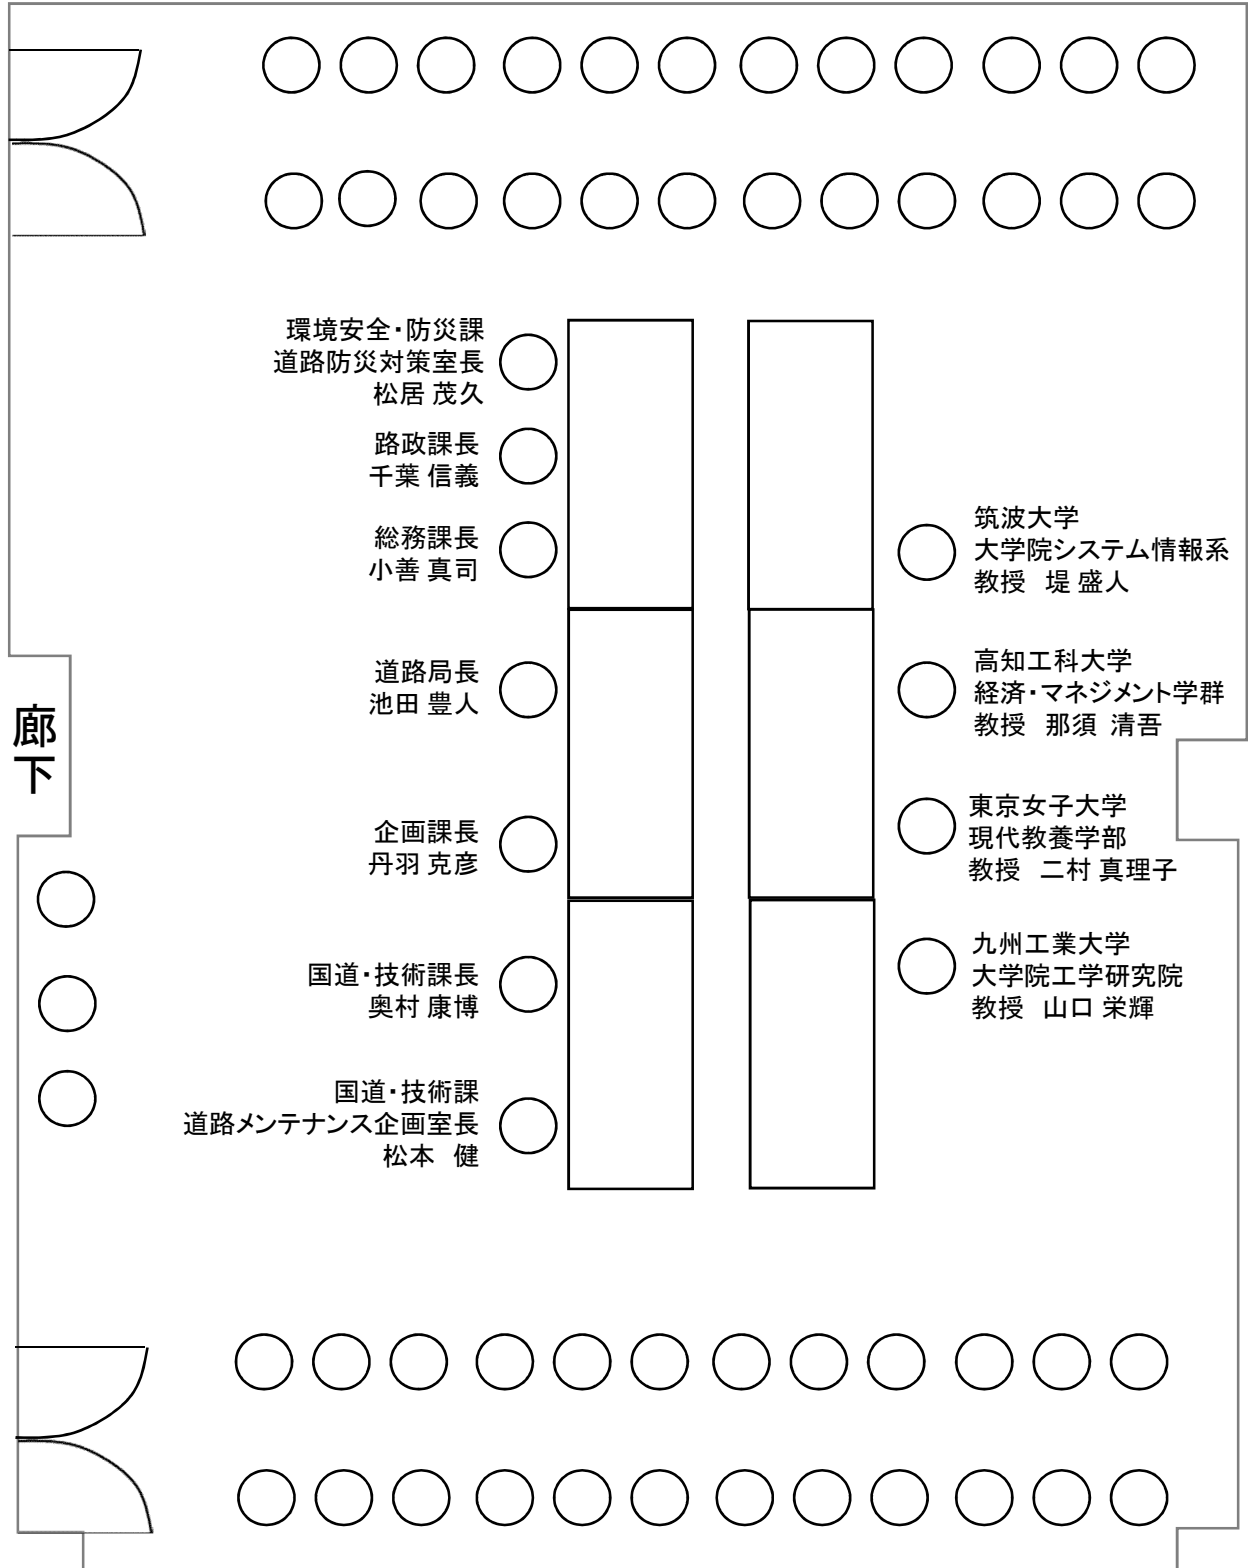 環境安全・防災課
道路防災対策室長
松居 茂久
路政課長
千葉 信義
総務課長
小善 真司
道路局長
池田 豊人
企画課長
丹羽 克彦
国道・技術課長
奥村 康博
国道・技術課
道路メンテナンス企画室長
松本　健
筑波大学
大学院システム情報系
教授　堤 盛人
高知工科大学
経済・マネジメント学群
教授　那須 清吾
東京女子大学
現代教養学部
教授　二村 真理子
九州工業大学
大学院工学研究院
教授　山口 栄輝
廊下